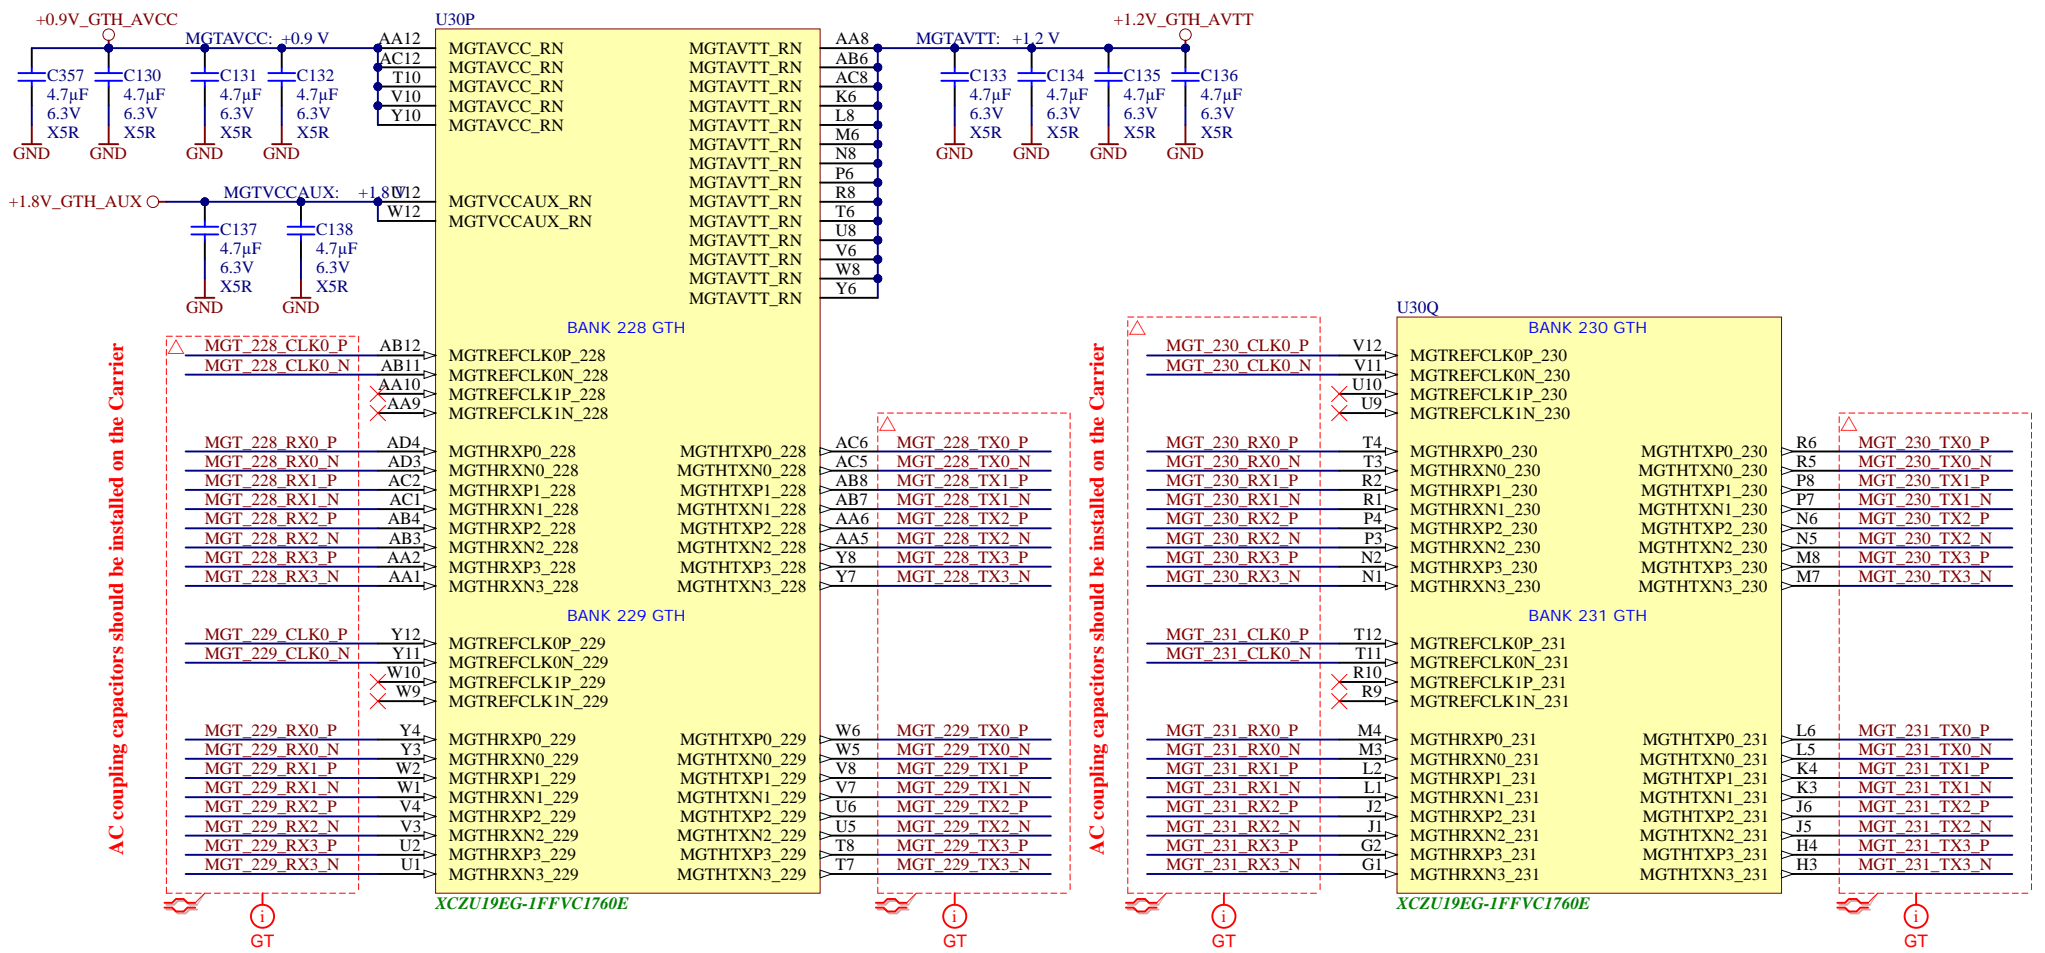 +0.9V_GTH_AVCC
MGTAVCC: +0.9 V
C357
4.7µF
6.3V
X5R
GND
C130
4.7µF
6.3V
X5R
GND
C131
4.7µF
6.3V
X5R
GND
C132
4.7µF
6.3V
X5R
GND
+1.8V_GTH_AUX
MGTVCCAUX: +1.8 V
C137
4.7µF
6.3V
X5R
GND
C138
4.7µF
6.3V
X5R
GND
U30P
AA12 MGTAVCC_RN
AC12 MGTAVCC_RN
T10 MGTAVCC_RN
V10 MGTAVCC_RN
Y10 MGTAVCC_RN
U12 MGTVCCAUX_RN
W12 MGTVCCAUX_RN
MGTAVTT_RN AA8
MGTAVTT_RN AB6
MGTAVTT_RN AC8
MGTAVTT_RN K6
MGTAVTT_RN L8
MGTAVTT_RN M6
MGTAVTT_RN N8
MGTAVTT_RN P6
MGTAVTT_RN R8
MGTAVTT_RN T6
MGTAVTT_RN U8
MGTAVTT_RN V6
MGTAVTT_RN W8
MGTAVTT_RN Y6
+1.2V_GTH_AVTT
MGTAVTT: +1.2 V
C133
4.7µF
6.3V
X5R
GND
C134
4.7µF
6.3V
X5R
GND
C135
4.7µF
6.3V
X5R
GND
C136
4.7µF
6.3V
X5R
GND
AC coupling capacitors should be installed on the Carrier
BANK 228 GTH
MGT_228_CLK0_P AB12 MGTREFCLK0P_228
MGT_228_CLK0_N AB11 MGTREFCLK0N_228
AA10 MGTREFCLK1P_228
AA9 MGTREFCLK1N_228
MGT_228_RX0_P AD4 MGTHRXP0_228 MGTHTXP0_228 AC6 MGT_228_TX0_P
MGT_228_RX0_N AD3 MGTHRXN0_228 MGTHTXN0_228 AC5 MGT_228_TX0_N
MGT_228_RX1_P AC2 MGTHRXP1_228 MGTHTXP1_228 AB8 MGT_228_TX1_P
MGT_228_RX1_N AC1 MGTHRXN1_228 MGTHTXN1_228 AB7 MGT_228_TX1_N
MGT_228_RX2_P AB4 MGTHRXP2_228 MGTHTXP2_228 AA6 MGT_228_TX2_P
MGT_228_RX2_N AB3 MGTHRXN2_228 MGTHTXN2_228 AA5 MGT_228_TX2_N
MGT_228_RX3_P AA2 MGTHRXP3_228 MGTHTXP3_228 Y8 MGT_228_TX3_P
MGT_228_RX3_N AA1 MGTHRXN3_228 MGTHTXN3_228 Y7 MGT_228_TX3_N
BANK 229 GTH
MGT_229_CLK0_P Y12 MGTREFCLK0P_229
MGT_229_CLK0_N Y11 MGTREFCLK0N_229
W10 MGTREFCLK1P_229
W9 MGTREFCLK1N_229
MGT_229_RX0_P Y4 MGTHRXP0_229 MGTHTXP0_229 W6 MGT_229_TX0_P
MGT_229_RX0_N Y3 MGTHRXN0_229 MGTHTXN0_229 W5 MGT_229_TX0_N
MGT_229_RX1_P W2 MGTHRXP1_229 MGTHTXP1_229 V8 MGT_229_TX1_P
MGT_229_RX1_N W1 MGTHRXN1_229 MGTHTXN1_229 V7 MGT_229_TX1_N
MGT_229_RX2_P V4 MGTHRXP2_229 MGTHTXP2_229 U6 MGT_229_TX2_P
MGT_229_RX2_N V3 MGTHRXN2_229 MGTHTXN2_229 U5 MGT_229_TX2_N
MGT_229_RX3_P U2 MGTHRXP3_229 MGTHTXP3_229 T8 MGT_229_TX3_P
MGT_229_RX3_N U1 MGTHRXN3_229 MGTHTXN3_229 T7 MGT_229_TX3_N
XCZU19EG-1FFVC1760E
i
GT
i
GT
AC coupling capacitors should be installed on the Carrier
U30Q
BANK 230 GTH
MGT_230_CLK0_P V12 MGTREFCLK0P_230
MGT_230_CLK0_N V11 MGTREFCLK0N_230
U10 MGTREFCLK1P_230
U9 MGTREFCLK1N_230
MGT_230_RX0_P T4 MGTHRXP0_230 MGTHTXP0_230 R6 MGT_230_TX0_P
MGT_230_RX0_N T3 MGTHRXN0_230 MGTHTXN0_230 R5 MGT_230_TX0_N
MGT_230_RX1_P R2 MGTHRXP1_230 MGTHTXP1_230 P8 MGT_230_TX1_P
MGT_230_RX1_N R1 MGTHRXN1_230 MGTHTXN1_230 P7 MGT_230_TX1_N
MGT_230_RX2_P P4 MGTHRXP2_230 MGTHTXP2_230 N6 MGT_230_TX2_P
MGT_230_RX2_N P3 MGTHRXN2_230 MGTHTXN2_230 N5 MGT_230_TX2_N
MGT_230_RX3_P N2 MGTHRXP3_230 MGTHTXP3_230 M8 MGT_230_TX3_P
MGT_230_RX3_N N1 MGTHRXN3_230 MGTHTXN3_230 M7 MGT_230_TX3_N
BANK 231 GTH
MGT_231_CLK0_P T12 MGTREFCLK0P_231
MGT_231_CLK0_N T11 MGTREFCLK0N_231
R10 MGTREFCLK1P_231
R9 MGTREFCLK1N_231
MGT_231_RX0_P M4 MGTHRXP0_231 MGTHTXP0_231 L6 MGT_231_TX0_P
MGT_231_RX0_N M3 MGTHRXN0_231 MGTHTXN0_231 L5 MGT_231_TX0_N
MGT_231_RX1_P L2 MGTHRXP1_231 MGTHTXP1_231 K4 MGT_231_TX1_P
MGT_231_RX1_N L1 MGTHRXN1_231 MGTHTXN1_231 K3 MGT_231_TX1_N
MGT_231_RX2_P J2 MGTHRXP2_231 MGTHTXP2_231 J6 MGT_231_TX2_P
MGT_231_RX2_N J1 MGTHRXN2_231 MGTHTXN2_231 J5 MGT_231_TX2_N
MGT_231_RX3_P G2 MGTHRXP3_231 MGTHTXP3_231 H4 MGT_231_TX3_P
MGT_231_RX3_N G1 MGTHRXN3_231 MGTHTXN3_231 H3 MGT_231_TX3_N
XCZU19EG-1FFVC1760E
i
GT
i
GT